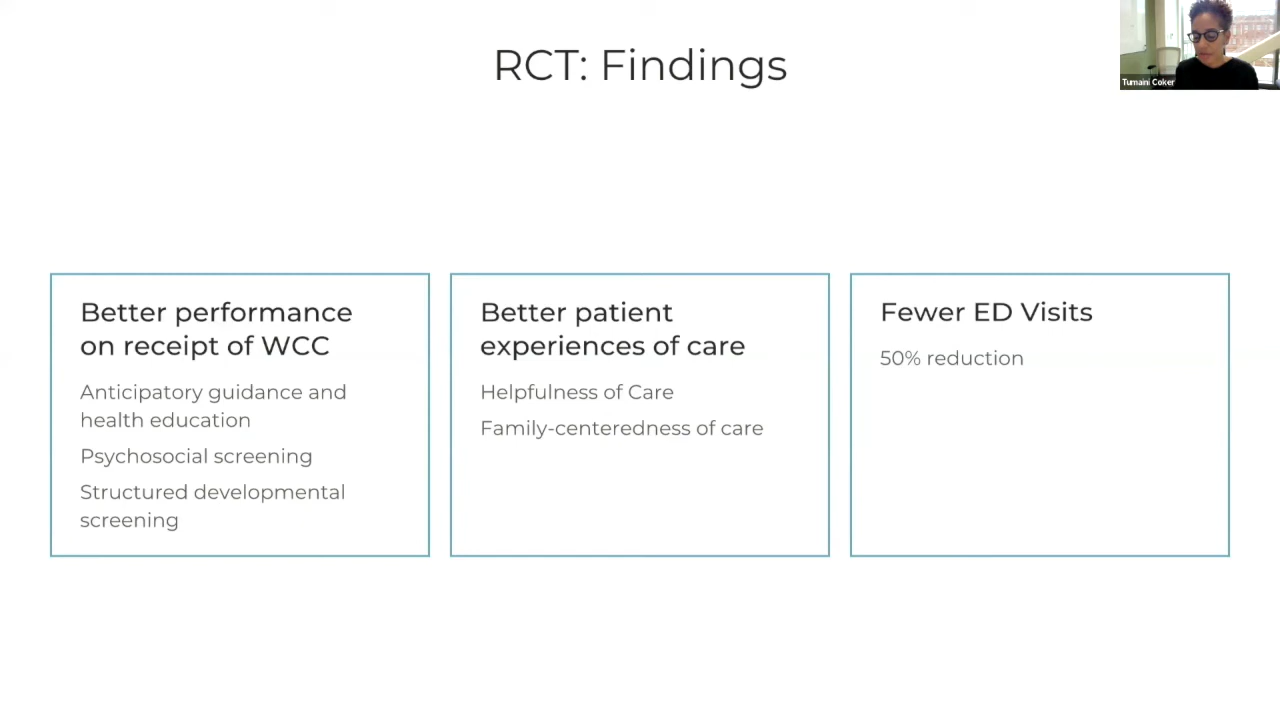 RCT: Findings
Tumaini Coker
Better performance
on receipt of WCC
Anticipatory guidance and
health education
Psychosocial screening
Structured developmental
screening
Better patient
experiences of care
Helpfulness of Care
Family-centeredness of care
Fewer ED Visits
50% reduction